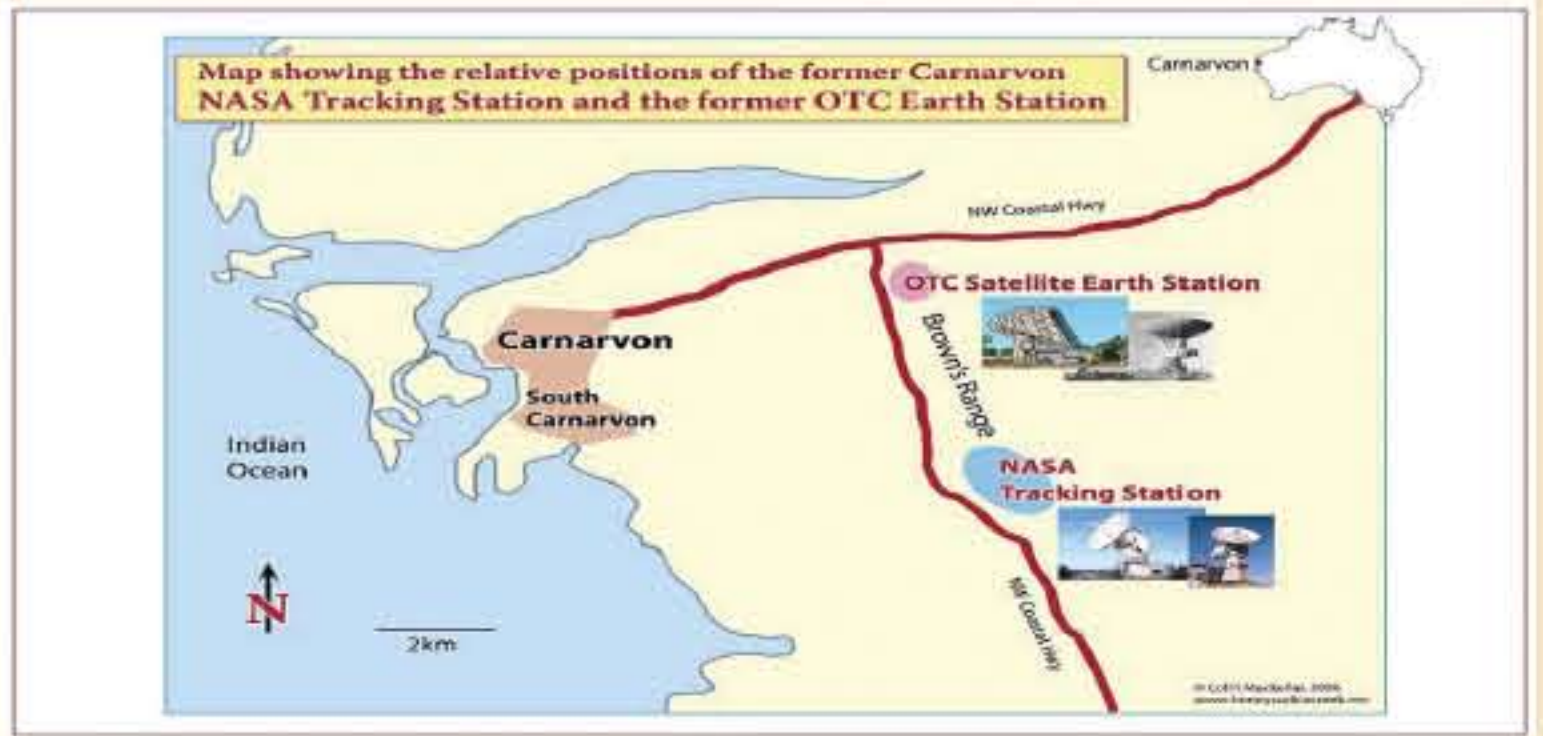 Map showing the relative positions of the former Carnarvon
NASA Tracking Station and the former OTC Earth Station
Carnarvon
NW Coastal Hwy
OTC Satellite Earth Station
Carnarvon
Brown's Range
South
Carnarvon
Indian
Ocean
NASA
Tracking Station
N
2km
NW Coastal Hwy